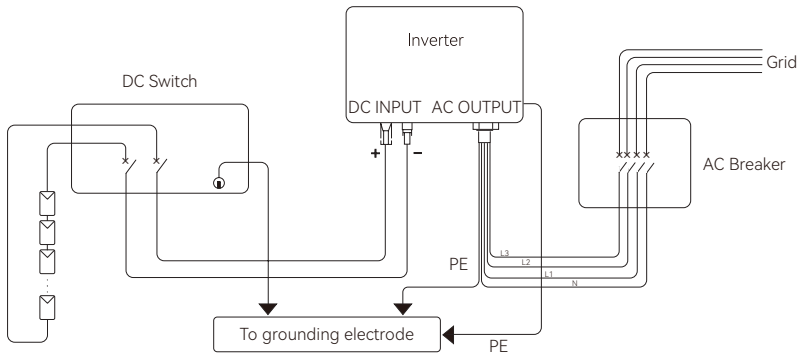 Inverter
Grid
DC Switch
DC INPUT AC OUTPUT
+ −
AC Breaker
L3
L2
L1
N
PE
To grounding electrode
PE